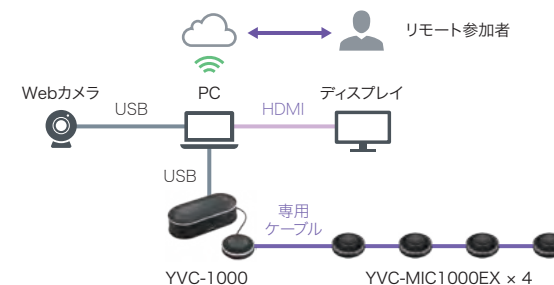 リモート参加者
Webカメラ
PC
ディスプレイ
USB
HDMI
USB
専用
ケーブル
YVC-1000
YVC-MIC1000EX × 4